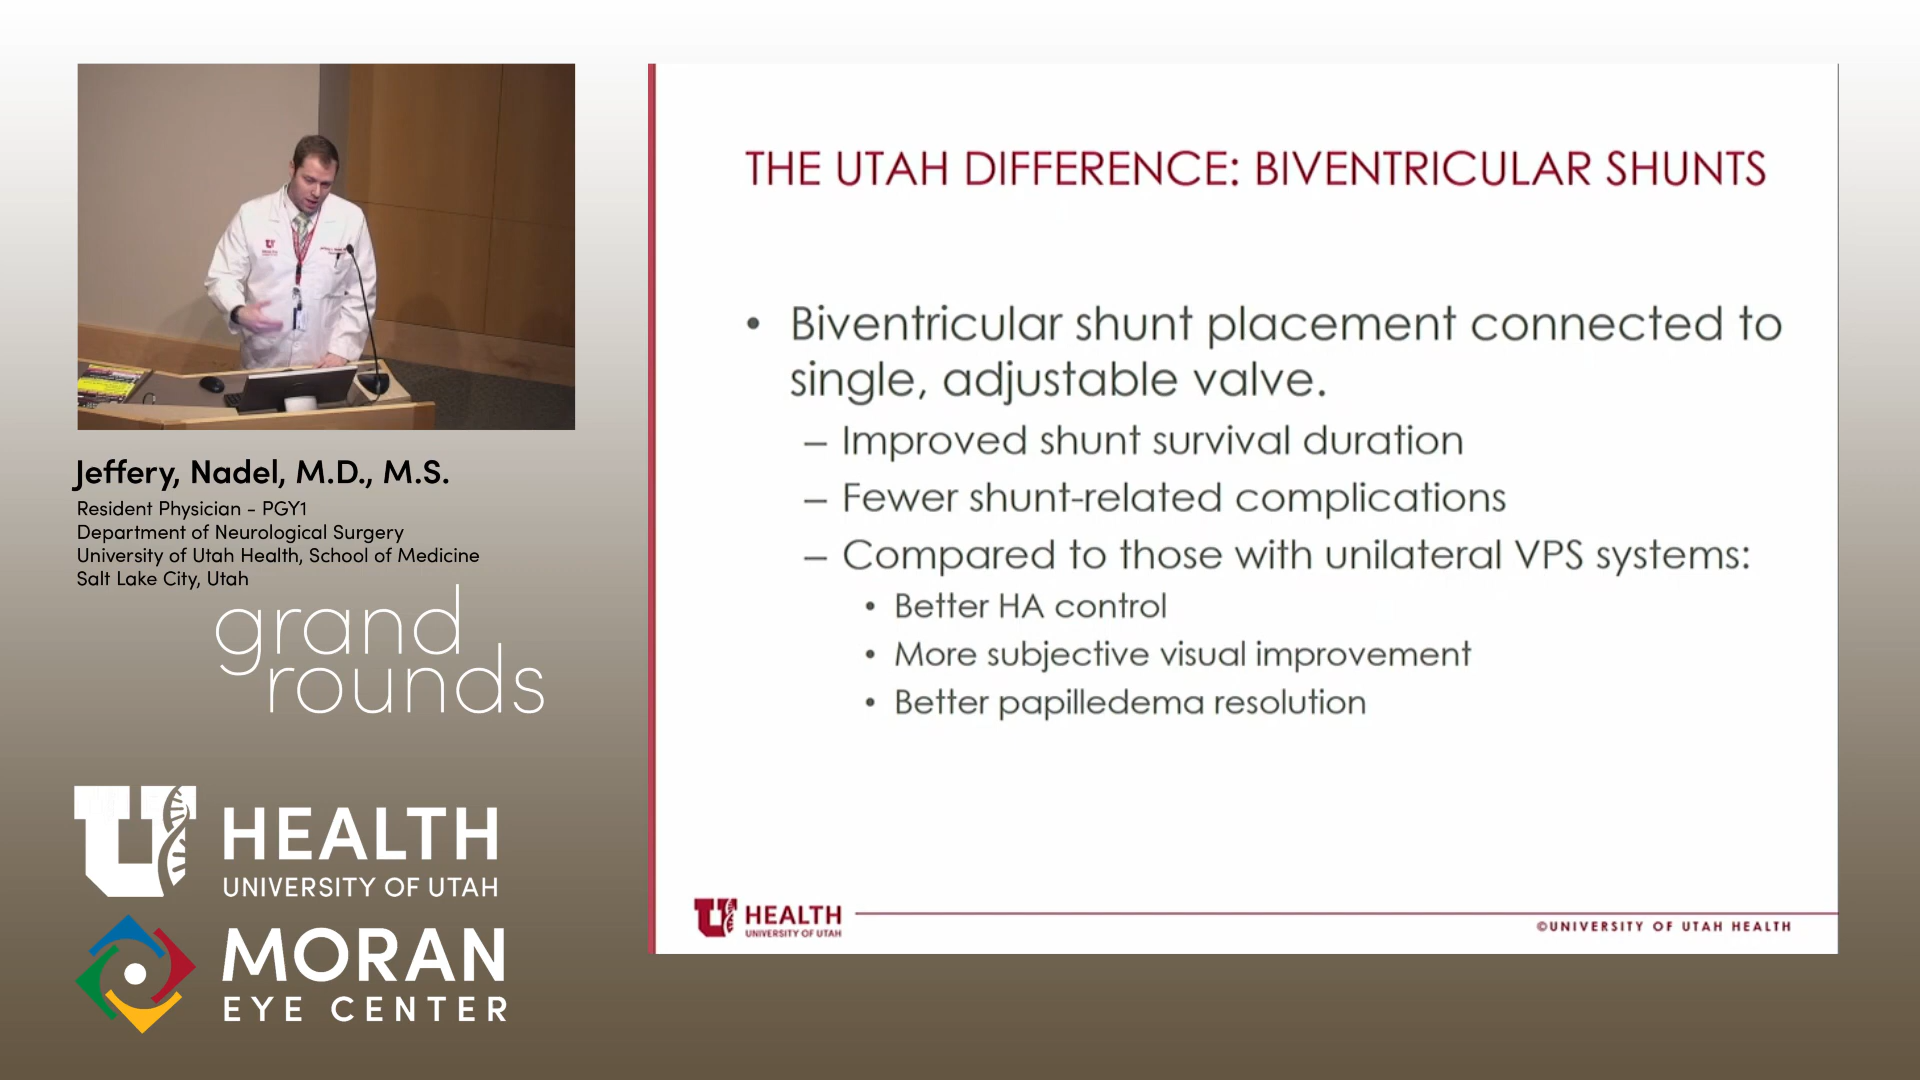 Jeffery, Nadel, M.D., M.S.
Resident Physician - PGY1
Department of Neurological Surgery
University of Utah Health, School of Medicine
Salt Lake City, Utah
grand
rounds
U HEALTH
UNIVERSITY OF UTAH
MORAN
EYE CENTER
THE UTAH DIFFERENCE: BIVENTRICULAR SHUNTS
• Biventricular shunt placement connected to
single, adjustable valve.
– Improved shunt survival duration
– Fewer shunt-related complications
– Compared to those with unilateral VPS systems:
• Better HA control
• More subjective visual improvement
• Better papilledema resolution
U HEALTH
UNIVERSITY OF UTAH
©UNIVERSITY OF UTAH HEALTH